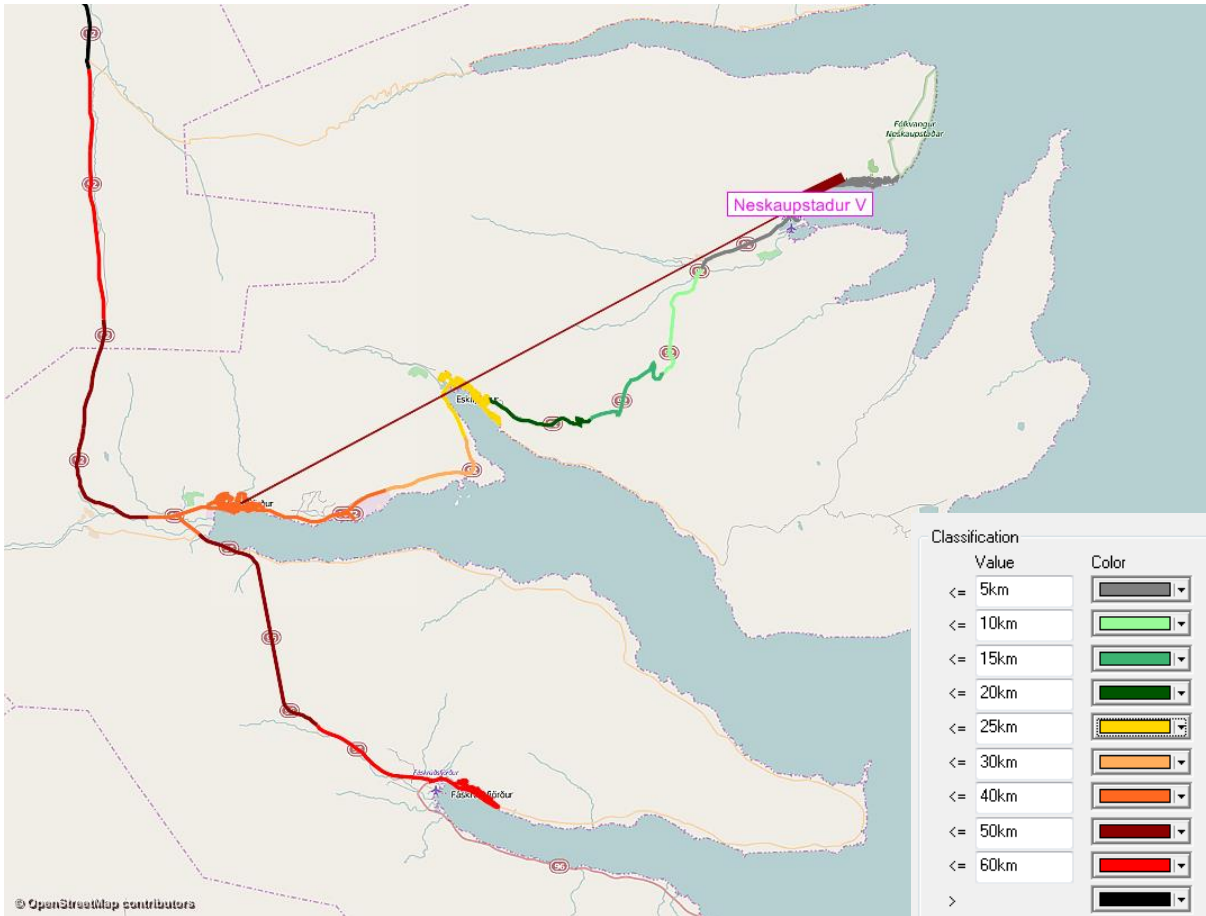 Fólkvangur
Neskaupstaðar
Neskaupstadur V
Fáskrúðsfjörður
Classification
Value Color
<= 5km
<= 10km
<= 15km
<= 20km
<= 25km
<= 30km
<= 40km
<= 50km
<= 60km
>
© OpenStreetMap contributors